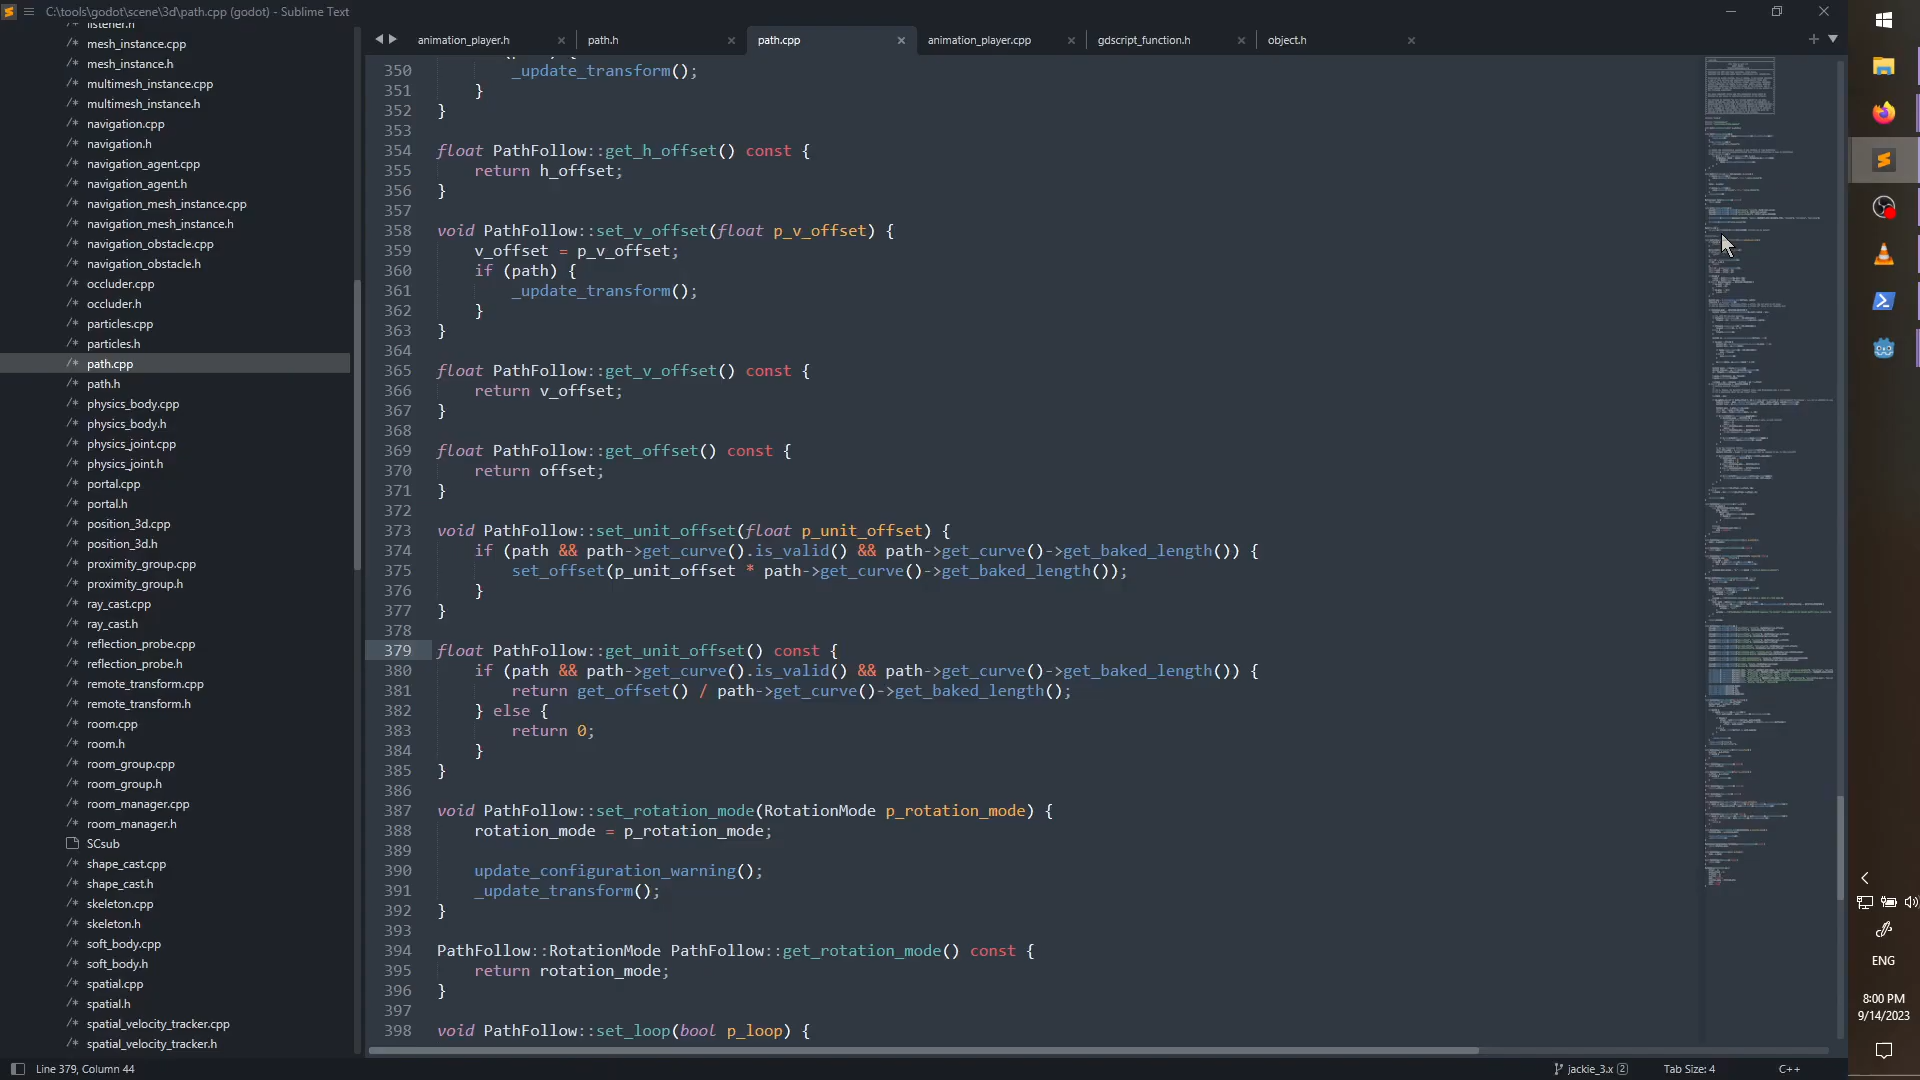 C:\tools\godot\scene\3d\path.cpp (godot) - Sublime Text
listener.h
/* mesh_instance.cpp
/* mesh_instance.h
/* multimesh_instance.cpp
/* multimesh_instance.h
/* navigation.cpp
/* navigation.h
/* navigation_agent.cpp
/* navigation_agent.h
/* navigation_mesh_instance.cpp
/* navigation_mesh_instance.h
/* navigation_obstacle.cpp
/* navigation_obstacle.h
/* occluder.cpp
/* occluder.h
/* particles.cpp
/* particles.h
/* path.cpp
/* path.h
/* physics_body.cpp
/* physics_body.h
/* physics_joint.cpp
/* physics_joint.h
/* portal.cpp
/* portal.h
/* position_3d.cpp
/* position_3d.h
/* proximity_group.cpp
/* proximity_group.h
/* ray_cast.cpp
/* ray_cast.h
/* reflection_probe.cpp
/* reflection_probe.h
/* remote_transform.cpp
/* remote_transform.h
/* room.cpp
/* room.h
/* room_group.cpp
/* room_group.h
/* room_manager.cpp
/* room_manager.h
SCsub
/* shape_cast.cpp
/* shape_cast.h
/* skeleton.cpp
/* skeleton.h
/* soft_body.cpp
/* soft_body.h
/* spatial.cpp
/* spatial.h
/* spatial_velocity_tracker.cpp
/* spatial_velocity_tracker.h
animation_player.h path.h path.cpp animation_player.cpp gdscript_function.h object.h
350 _update_transform();
351 }
352 }
353
354 float PathFollow::get_h_offset() const {
355 return h_offset;
356 }
357
358 void PathFollow::set_v_offset(float p_v_offset) {
359 v_offset = p_v_offset;
360 if (path) {
361 _update_transform();
362 }
363 }
364
365 float PathFollow::get_v_offset() const {
366 return v_offset;
367 }
368
369 float PathFollow::get_offset() const {
370 return offset;
371 }
372
373 void PathFollow::set_unit_offset(float p_unit_offset) {
374 if (path && path->get_curve().is_valid() && path->get_curve()->get_baked_length()) {
375 set_offset(p_unit_offset * path->get_curve()->get_baked_length());
376 }
377 }
378
379 float PathFollow::get_unit_offset() const {
380 if (path && path->get_curve().is_valid() && path->get_curve()->get_baked_length()) {
381 return get_offset() / path->get_curve()->get_baked_length();
382 } else {
383 return 0;
384 }
385 }
386
387 void PathFollow::set_rotation_mode(RotationMode p_rotation_mode) {
388 rotation_mode = p_rotation_mode;
389
390 update_configuration_warning();
391 _update_transform();
392 }
393
394 PathFollow::RotationMode PathFollow::get_rotation_mode() const {
395 return rotation_mode;
396 }
397
398 void PathFollow::set_loop(bool p_loop) {
ENG
8:00 PM
9/14/2023
Line 379, Column 44
jackie_3.x 2
Tab Size: 4
C++